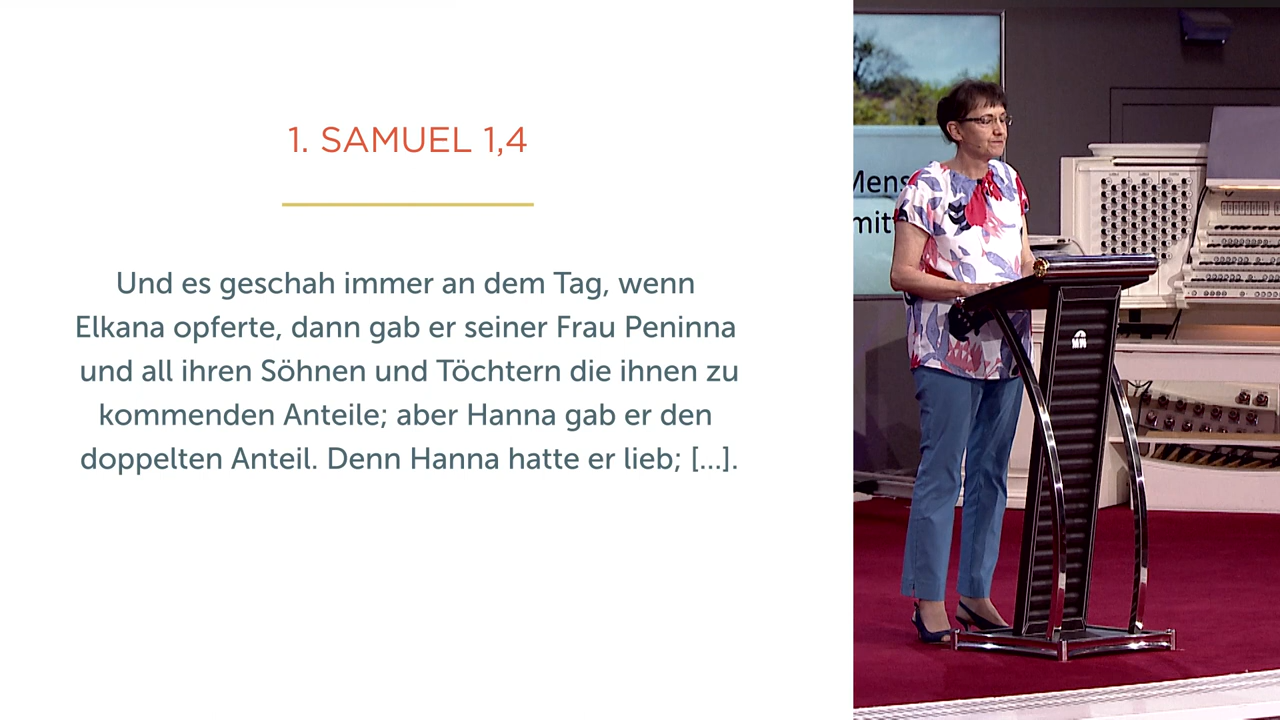 1. SAMUEL 1,4
Und es geschah immer an dem Tag, wenn
Elkana opferte, dann gab er seiner Frau Peninna
und all ihren Söhnen und Töchtern die ihnen zu
kommenden Anteile; aber Hanna gab er den
doppelten Anteil. Denn Hanna hatte er lieb; [...].